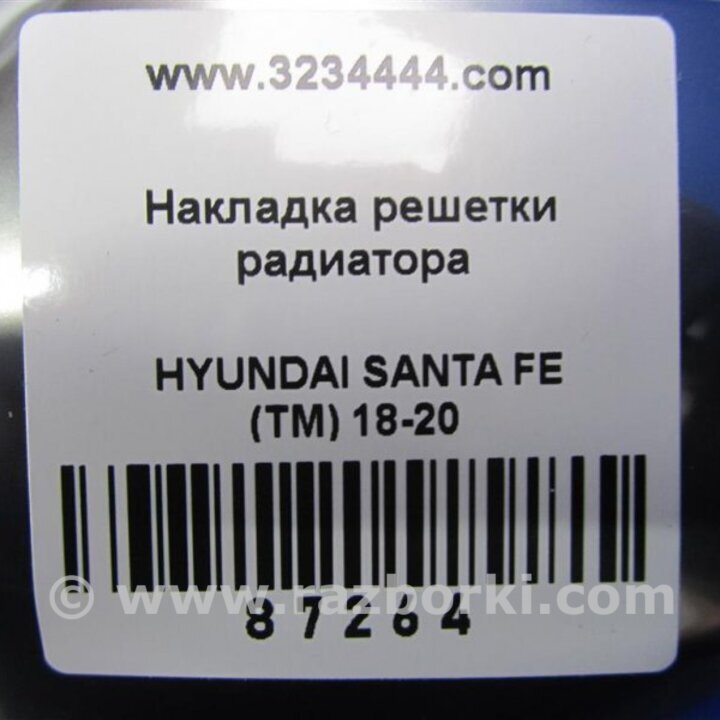 www.3234444.com
Накладка решетки
радиатора
HYUNDAI SANTA FE
(TM) 18-20
© www.razborki.com
87264